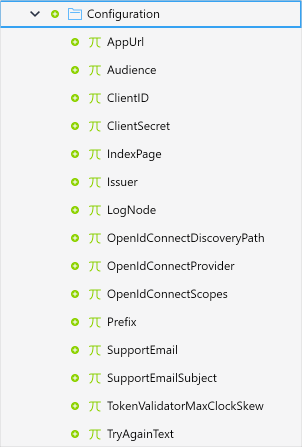 Configuration
AppUrl
Audience
ClientID
ClientSecret
IndexPage
Issuer
LogNode
OpenIdConnectDiscoveryPath
OpenIdConnectProvider
OpenIdConnectScopes
Prefix
SupportEmail
SupportEmailSubject
TokenValidatorMaxClockSkew
TryAgainText